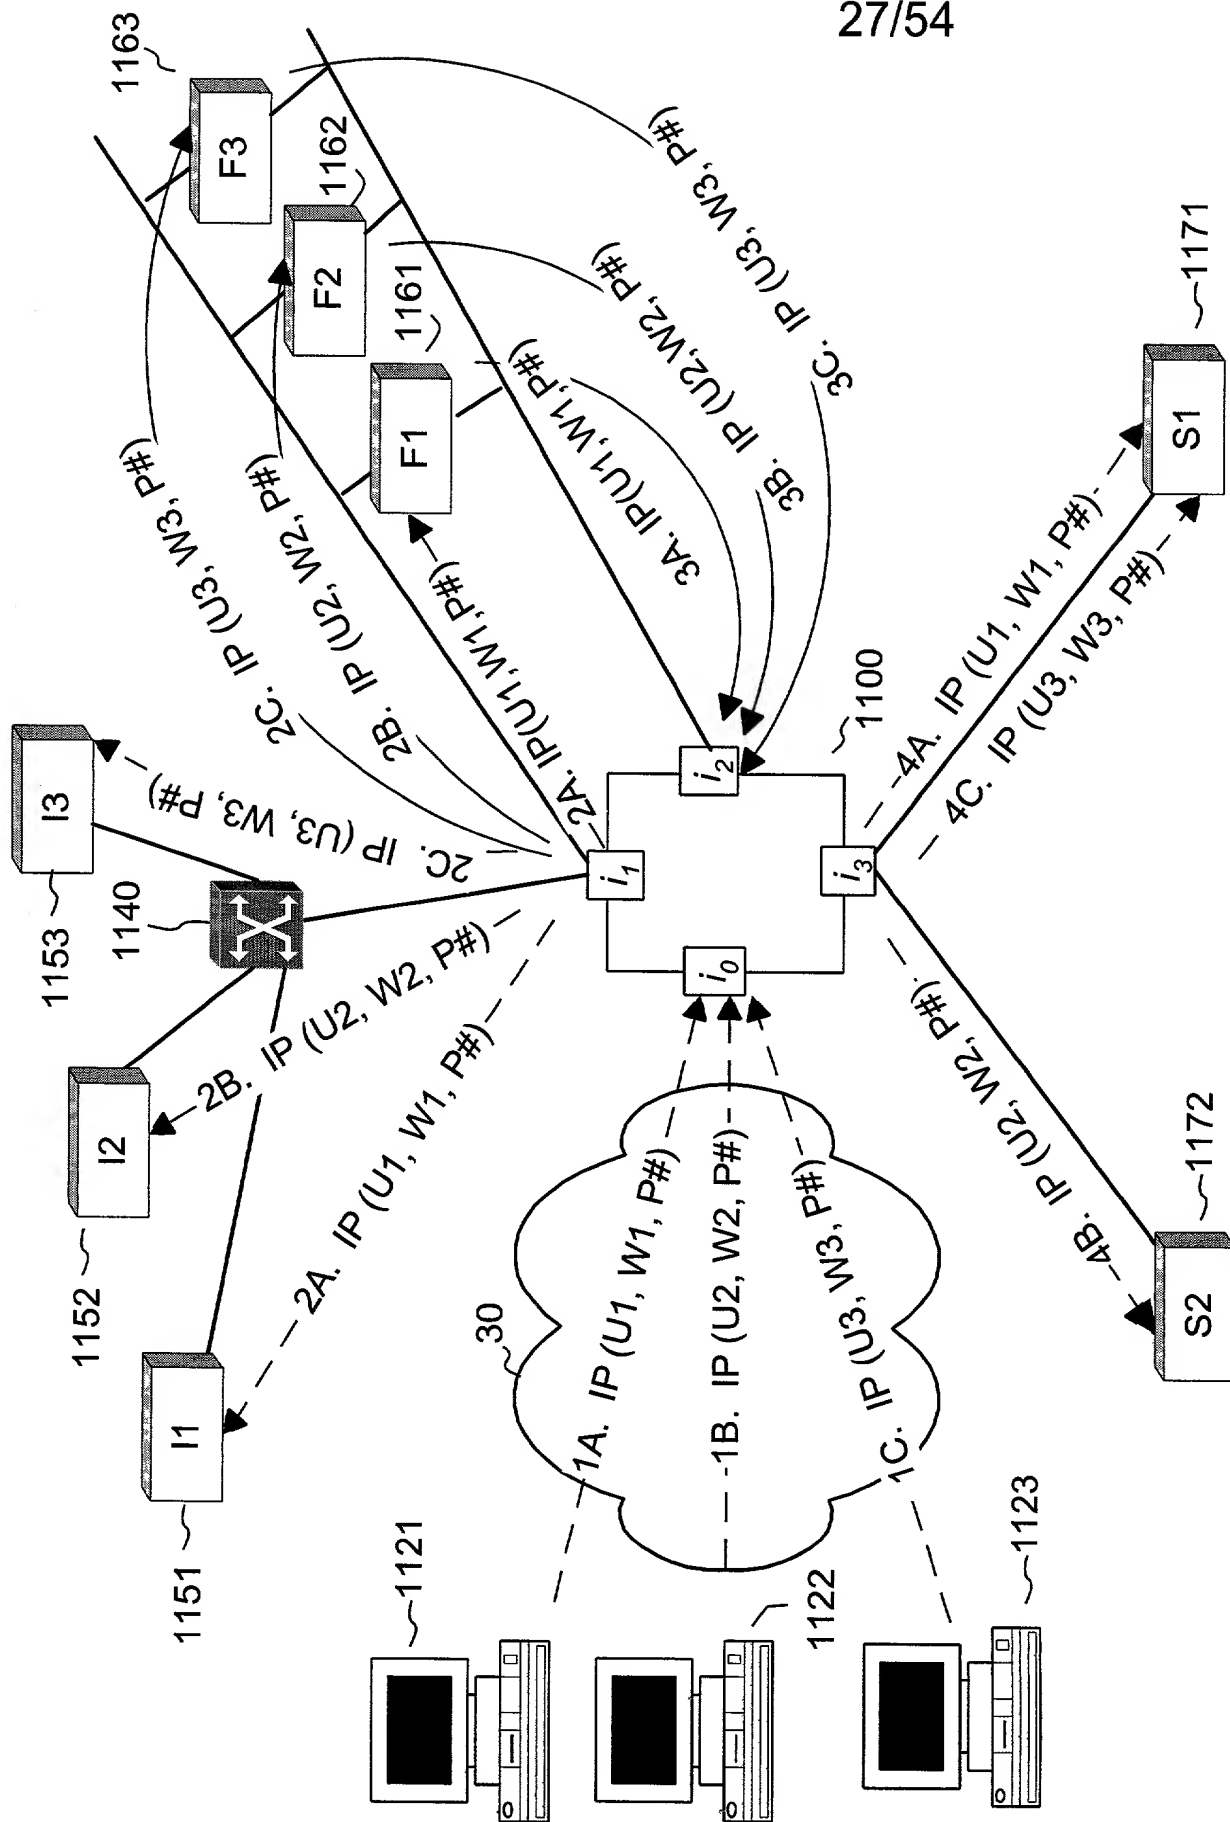 27/54
1163
F3
1162
F2
1161
F1
2C. IP (U3, W3, P#)
2B. IP (U2, W2, P#)
2A. IP(U1,W1,P#)
3A. IP(U1,W1,P#)
3B. IP (U2,W2,P#)
3C. IP (U3, W3, P#)
I3
1153
1140
I2
1152
I1
1151
2C. IP (U3, W3, P#)
2B. IP (U2, W2, P#)
2A. IP (U1, W1, P#)
i1
i2
i0
i3
1100
4A. IP (U1, W1, P#)
4C. IP (U3, W3, P#)
4B. IP (U2, W2, P#)
S1
1171
S2
1172
30
1A. IP (U1, W1, P#)
1B. IP (U2, W2, P#)
1C. IP (U3, W3, P#)
1121
1122
1123